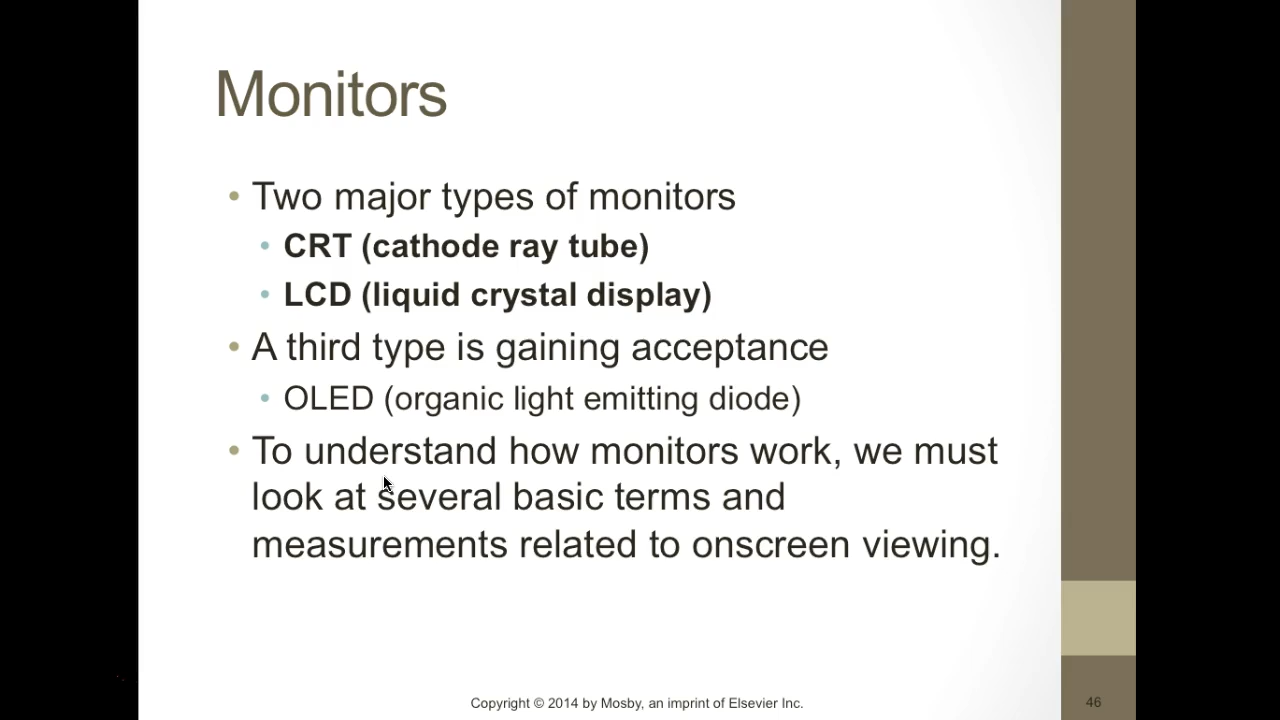 Monitors
• Two major types of monitors
• CRT (cathode ray tube)
• LCD (liquid crystal display)
• A third type is gaining acceptance
• OLED (organic light emitting diode)
• To understand how monitors work, we must
look at several basic terms and
measurements related to onscreen viewing.
Copyright © 2014 by Mosby, an imprint of Elsevier Inc.
46